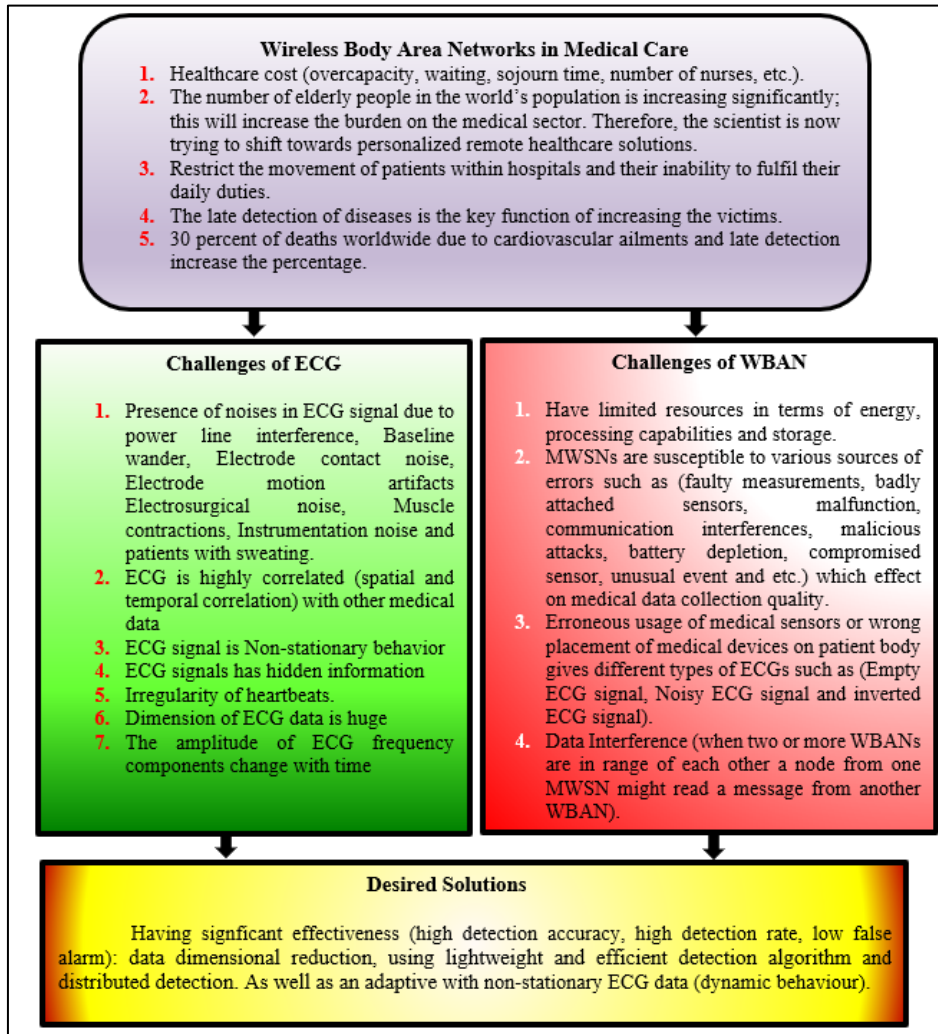 Wireless Body Area Networks in Medical Care
1. Healthcare cost (overcapacity, waiting, sojourn time, number of nurses, etc.).
2. The number of elderly people in the world's population is increasing significantly;
this will increase the burden on the medical sector. Therefore, the scientist is now
trying to shift towards personalized remote healthcare solutions.
3. Restrict the movement of patients within hospitals and their inability to fulfil their
daily duties.
4. The late detection of diseases is the key function of increasing the victims.
5. 30 percent of deaths worldwide due to cardiovascular ailments and late detection
increase the percentage.
Challenges of ECG
1. Presence of noises in ECG signal due to
power line interference, Baseline
wander, Electrode contact noise,
Electrode motion artifacts
Electrosurgical noise, Muscle
contractions, Instrumentation noise and
patients with sweating.
2. ECG is highly correlated (spatial and
temporal correlation) with other medical
data
3. ECG signal is Non-stationary behavior
4. ECG signals has hidden information
5. Irregularity of heartbeats.
6. Dimension of ECG data is huge
7. The amplitude of ECG frequency
components change with time
Challenges of WBAN
1. Have limited resources in terms of energy,
processing capabilities and storage.
2. MWSNs are susceptible to various sources of
errors such as (faulty measurements, badly
attached sensors, malfunction,
communication interferences, malicious
attacks, battery depletion, compromised
sensor, unusual event and etc.) which effect
on medical data collection quality.
3. Erroneous usage of medical sensors or wrong
placement of medical devices on patient body
gives different types of ECGs such as (Empty
ECG signal, Noisy ECG signal and inverted
ECG signal).
4. Data Interference (when two or more WBANs
are in range of each other a node from one
MWSN might read a message from another
WBAN).
Desired Solutions
Having signficant effectiveness (high detection accuracy, high detection rate, low false
alarm): data dimensional reduction, using lightweight and efficient detection algorithm and
distributed detection. As well as an adaptive with non-stationary ECG data (dynamic behaviour).